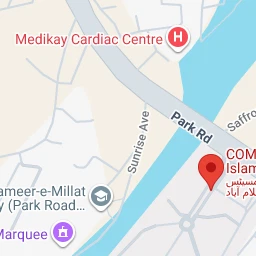 Medikay Cardiac Centre
H
Park Rd
Saffro
Sunrise Ave
COM
Islam
ameer-e-Millat
y (Park Road...
Marquee